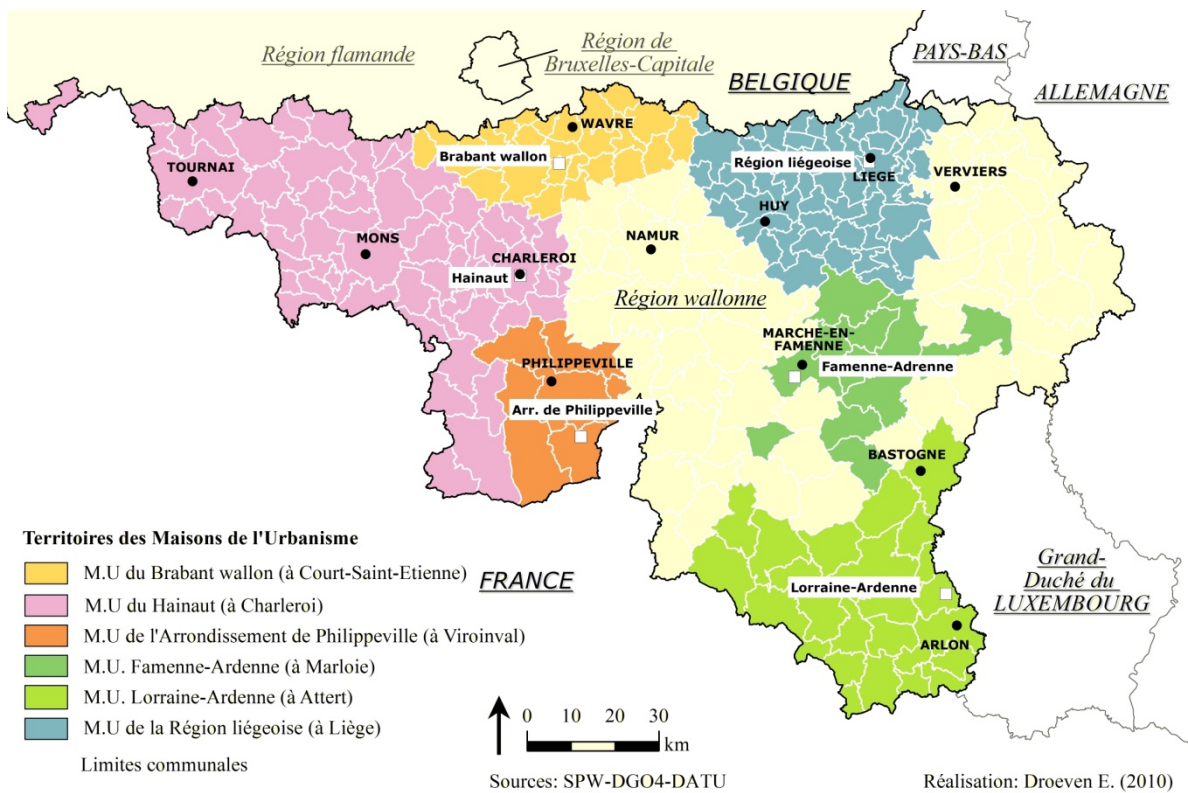 Région flamande
Région de
Bruxelles-Capitale
PAYS-BAS
BELGIQUE
ALLEMAGNE
WAVRE
Brabant wallon
Région liégeoise
LIEGE
TOURNAI
VERVIERS
HUY
MONS
NAMUR
CHARLEROI
Hainaut
Région wallonne
MARCHE-EN-
FAMENNE
PHILIPPEVILLE
Famenne-Adrenne
Arr. de Philippeville
BASTOGNE
Territoires des Maisons de l'Urbanisme
M.U du Brabant wallon (à Court-Saint-Etienne)
M.U du Hainaut (à Charleroi)
M.U de l'Arrondissement de Philippeville (à Viroinval)
M.U. Famenne-Ardenne (à Marloie)
M.U. Lorraine-Ardenne (à Attert)
M.U de la Région liégeoise (à Liège)
Limites communales
FRANCE
Lorraine-Ardenne
Grand-
Duché du
LUXEMBOURG
ARLON
0 10 20 30
km
Sources: SPW-DGO4-DATU
Réalisation: Droeven E. (2010)